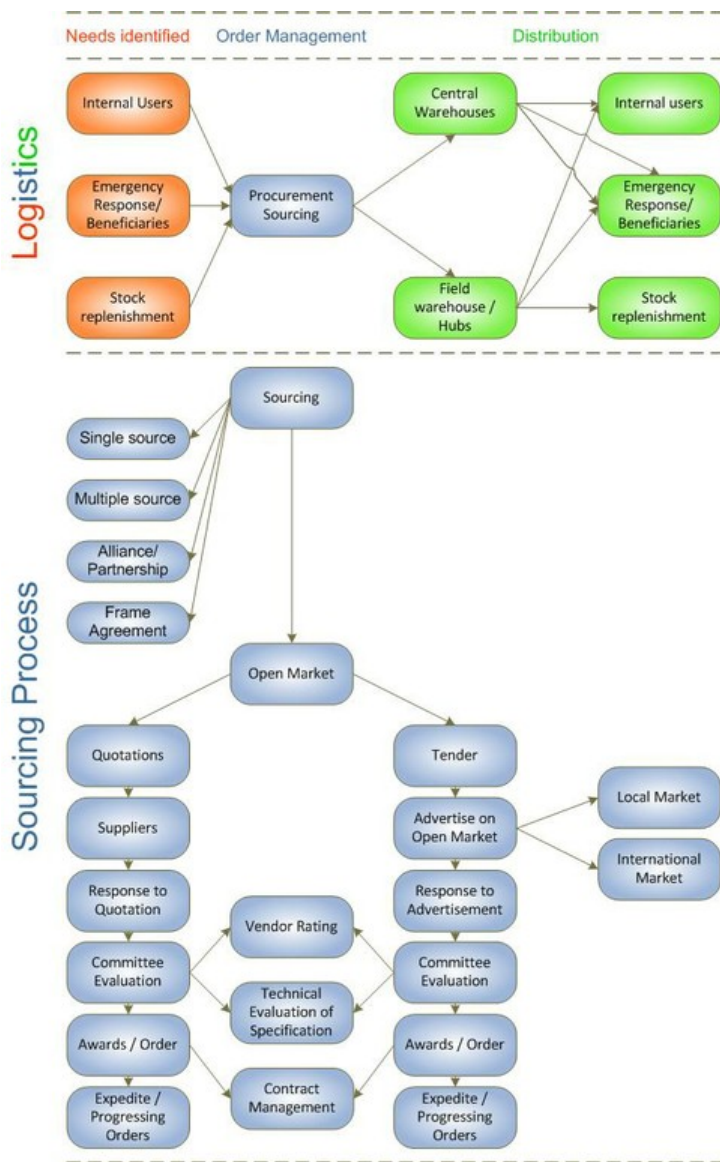 Needs identified
Order Management
Distribution
Logistics
Internal Users
Central
Warehouses
Internal users
Emergency
Response/
Beneficiaries
Procurement
Sourcing
Emergency
Response/
Beneficiaries
Stock
replenishment
Field
warehouse /
Hubs
Stock
replenishment
Sourcing Process
Sourcing
Single source
Multiple source
Alliance/
Partnership
Frame
Agreement
Open Market
Quotations
Tender
Suppliers
Advertise on
Open Market
Local Market
International
Market
Response to
Quotation
Response to
Advertisement
Vendor Rating
Committee
Evaluation
Committee
Evaluation
Technical
Evaluation of
Specification
Awards / Order
Awards / Order
Contract
Management
Expedite /
Progressing
Orders
Expedite /
Progressing
Orders